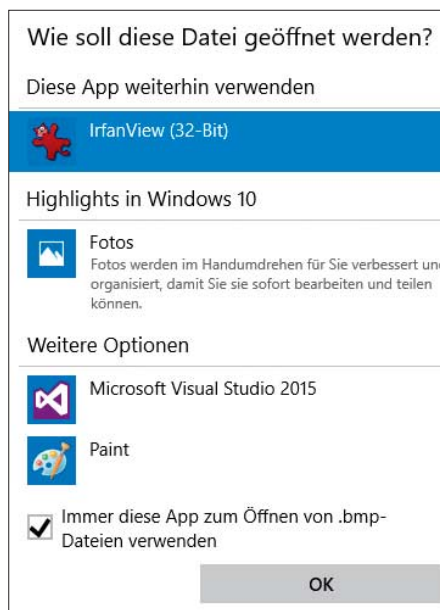 Wie soll diese Datei geöffnet werden?
Diese App weiterhin verwenden
IrfanView (32-Bit)
Highlights in Windows 10
Fotos
Fotos werden im Handumdrehen für Sie verbessert und
organisiert, damit Sie sie sofort bearbeiten und teilen
können.
Weitere Optionen
Microsoft Visual Studio 2015
Paint
Immer diese App zum Öffnen von .bmp-
Dateien verwenden
OK